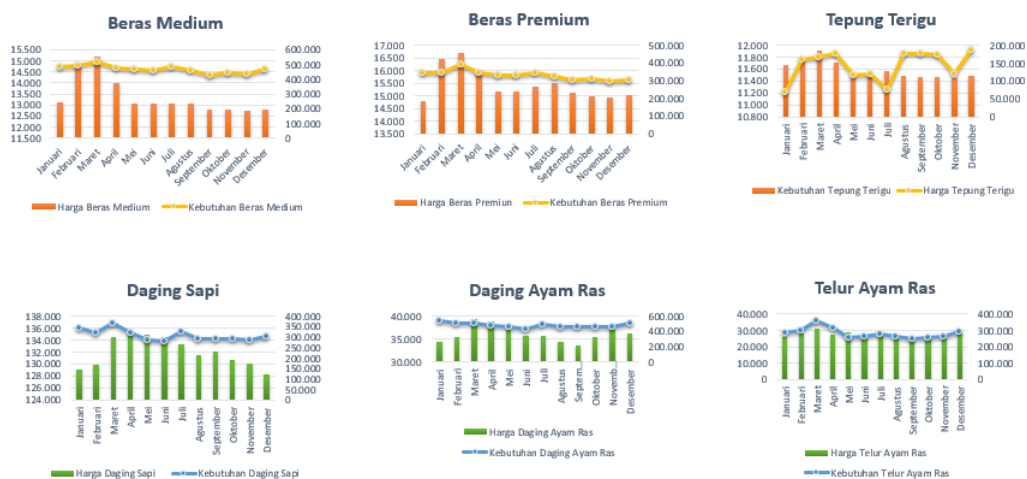 Beras Medium
15.500
15.000
14.500
14.000
13.500
13.000
12.500
12.000
11.500
600.000
500.000
400.000
300.000
200.000
100.000
0
Januari
Februari
Maret
April
Mei
Juni
Juli
Agustus
September
Oktober
November
Desember
Harga Beras Medium
Kebutuhan Beras Medium
Beras Premium
17.000
16.500
16.000
15.500
15.000
14.500
14.000
13.500
500.000
400.000
300.000
200.000
100.000
0
Januari
Februari
Maret
April
Mei
Juni
Juli
Agustus
September
Oktober
November
Desember
Harga Beras Premiun
Kebutuhan Beras Premium
Tepung Terigu
12.000
11.800
11.600
11.400
11.200
11.000
10.800
200.000
150.000
100.000
50.000
0
Januari
Februari
Maret
April
Mei
Juni
Juli
Agustus
September
Oktober
November
Desember
Kebutuhan Tepung Terigu
Harga Tepung Terigu
Daging Sapi
138.000
136.000
134.000
132.000
130.000
128.000
126.000
124.000
400.000
350.000
300.000
250.000
200.000
150.000
100.000
50.000
0
Januari
Februari
Maret
April
Mei
Juni
Juli
Agustus
September
Oktober
November
Desember
Harga Daging Sapi
Kebutuhan Daging Sapi
Daging Ayam Ras
40.000
35.000
30.000
600.000
400.000
200.000
0
Januari
Februari
Maret
April
Mei
Juni
Juli
Agustus
Septem...
Oktober
Novemb...
Desember
Harga Daging Ayam Ras
Kebutuhan Daging Ayam Ras
Telur Ayam Ras
40.000
30.000
20.000
10.000
0
400.000
300.000
200.000
100.000
0
Januari
Februari
Maret
April
Mei
Juni
Juli
Agustus
September
Oktober
November
Desember
Harga Telur Ayam Ras
Kebutuhan Telur Ayam Ras